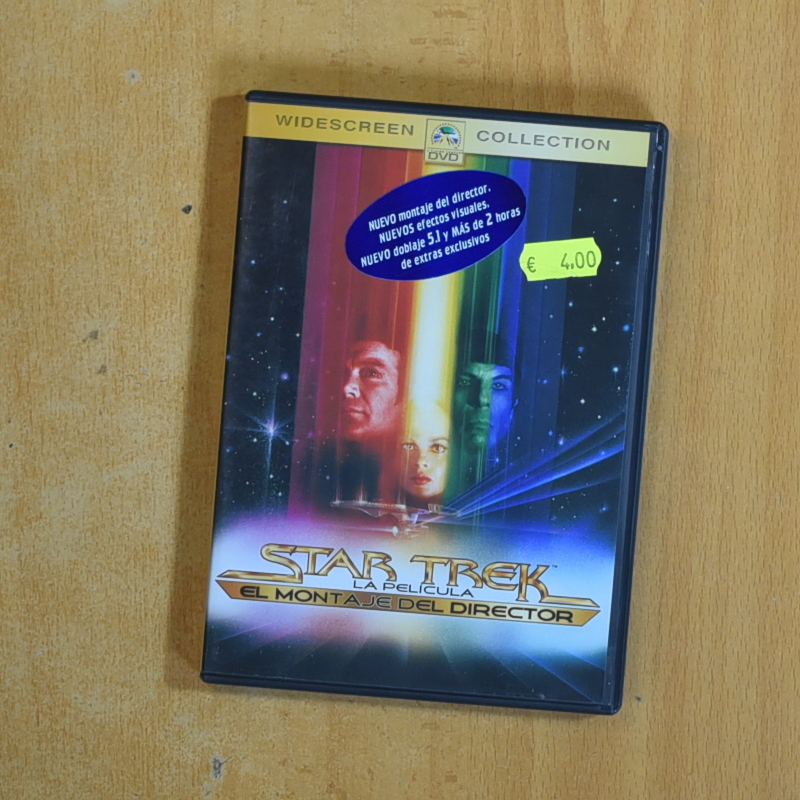 WIDESCREEN DVD COLLECTION
NUEVO montaje del director.
NUEVOS efectos visuales.
NUEVO doblaje 5.1 y MÁS de 2 horas
de extras exclusivos
€ 4.00
STAR TREK™
LA PELÍCULA
EL MONTAJE DEL DIRECTOR